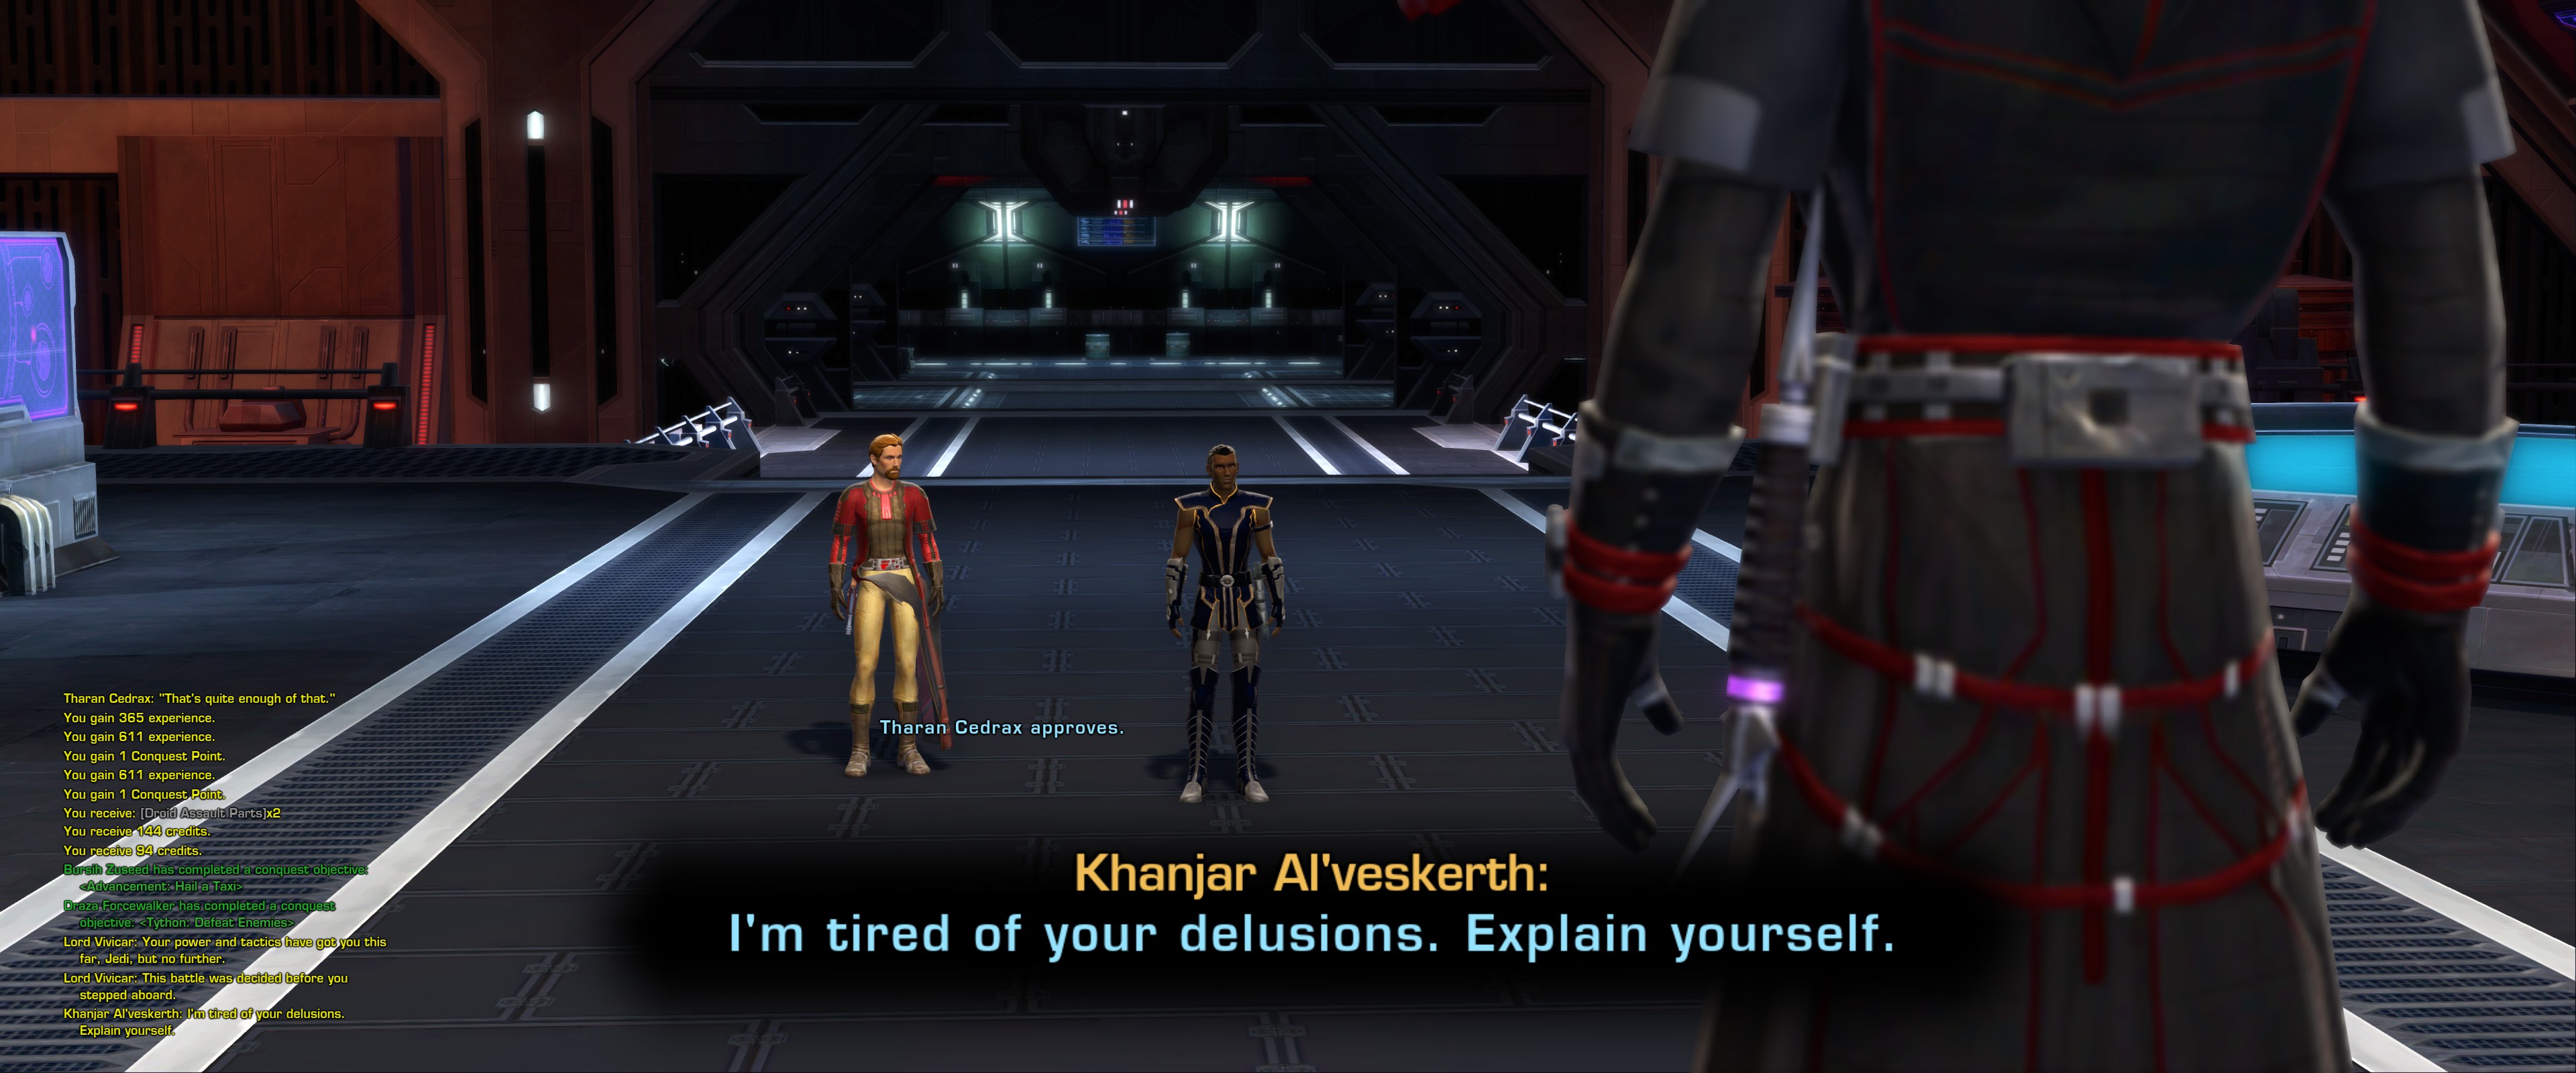 Tharan Cedrax: "That's quite enough of that."
You gain 365 experience.
You gain 611 experience.
You gain 1 Conquest Point.
You gain 611 experience.
You gain 1 Conquest Point.
You receive: [Droid Assault Parts]x2
You receive 144 credits.
You receive 94 credits.
Bursih Zuseed has completed a conquest objective:
<Advancement: Hail a Taxi>
Draza Forcewalker has completed a conquest
objective: <Tython: Defeat Enemies>
Lord Vivicar: Your power and tactics have got you this
far, Jedi, but no further.
Lord Vivicar: This battle was decided before you
stepped aboard.
Khanjar Al'veskerth: I'm tired of your delusions.
Explain yourself.
Tharan Cedrax approves.
Khanjar Al'veskerth:
I'm tired of your delusions. Explain yourself.